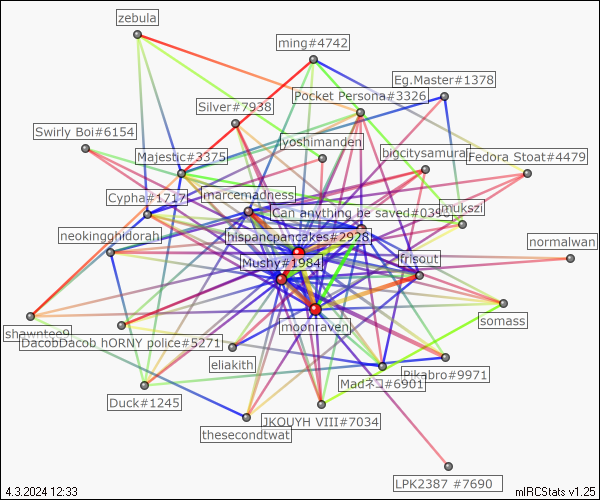 zebula
ming#4742
Eg.Master#1378
Pocket Persona#3326
Silver#7938
Swirly Boi#6154
yoshimanden
bigcitysamurai
Majestic#3375
Fedora Stoat#4479
Cypha#1717
marcemadness
Can anything be saved#039
mukszi
neokingghidorah
hispancpancakes#2928
normalwan
Mushy#1984
frisout
shawntee9
moonraven
somass
DacobDacob hORNY police#5271
eliakith
Pikabro#9971
Madネコ#6901
Duck#1245
JKOUYH VIII#7034
thesecondtwat
LPK2387 #7690
4.3.2024 12:33
mIRCStats v1.25